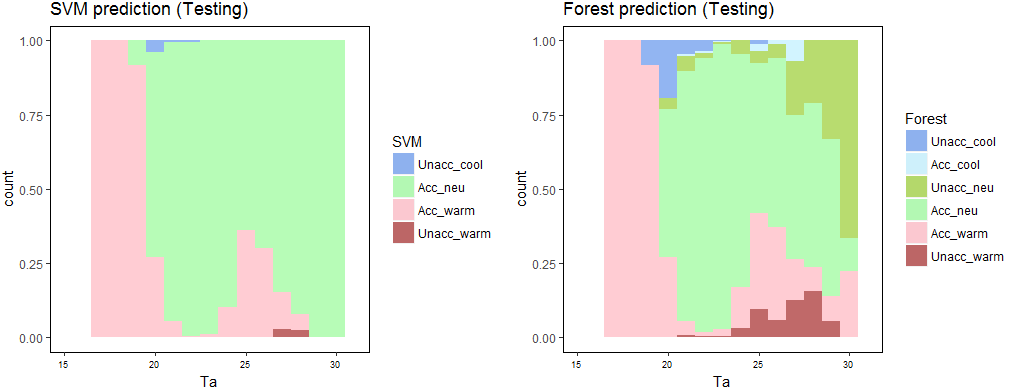 SVM prediction (Testing)
count
1.00
0.75
0.50
0.25
0.00
15
20
25
30
Ta
SVM
Unacc_cool
Acc_neu
Acc_warm
Unacc_warm
Forest prediction (Testing)
count
1.00
0.75
0.50
0.25
0.00
15
20
25
30
Ta
Forest
Unacc_cool
Acc_cool
Unacc_neu
Acc_neu
Acc_warm
Unacc_warm